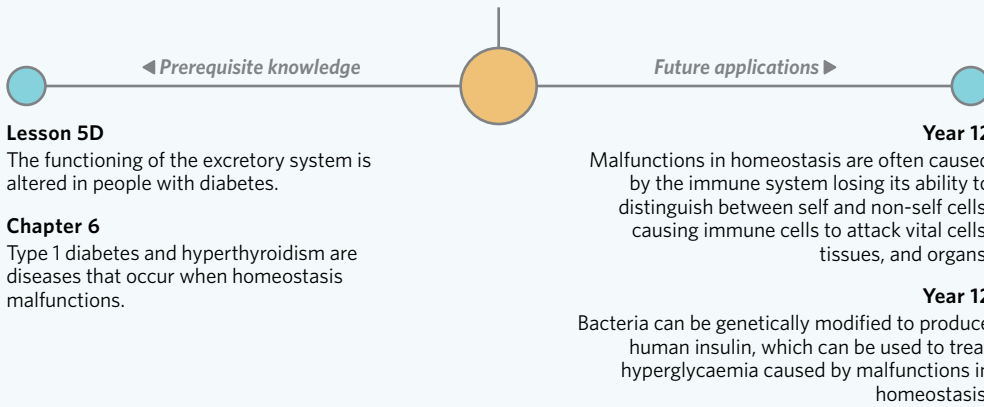 ◀ Prerequisite knowledge
Future applications ▶
Lesson 5D
The functioning of the excretory system is
altered in people with diabetes.
Chapter 6
Type 1 diabetes and hyperthyroidism are
diseases that occur when homeostasis
malfunctions.
Year 12
Malfunctions in homeostasis are often caused
by the immune system losing its ability to
distinguish between self and non-self cells
causing immune cells to attack vital cells
tissues, and organs
Year 12
Bacteria can be genetically modified to produce
human insulin, which can be used to trea
hyperglycaemia caused by malfunctions in
homeostasis